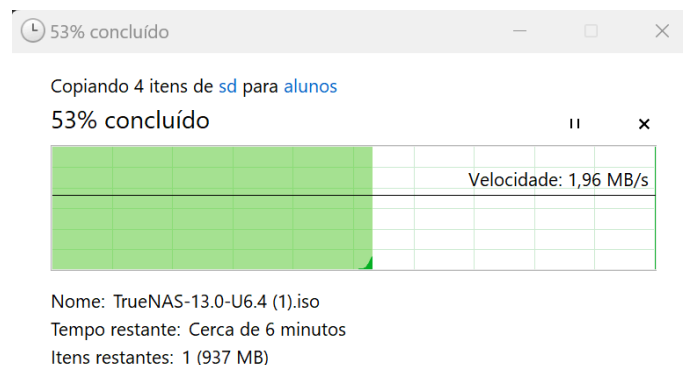 53% concluído
Copiando 4 itens de sd para alunos
53% concluído
Velocidade: 1,96 MB/s
Nome: TrueNAS-13.0-U6.4 (1).iso
Tempo restante: Cerca de 6 minutos
Itens restantes: 1 (937 MB)